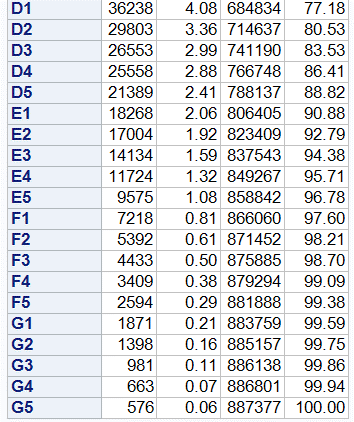 D1 36238 4.08 684834 77.18
D2 29803 3.36 714637 80.53
D3 26553 2.99 741190 83.53
D4 25558 2.88 766748 86.41
D5 21389 2.41 788137 88.82
E1 18268 2.06 806405 90.88
E2 17004 1.92 823409 92.79
E3 14134 1.59 837543 94.38
E4 11724 1.32 849267 95.71
E5 9575 1.08 858842 96.78
F1 7218 0.81 866060 97.60
F2 5392 0.61 871452 98.21
F3 4433 0.50 875885 98.70
F4 3409 0.38 879294 99.09
F5 2594 0.29 881888 99.38
G1 1871 0.21 883759 99.59
G2 1398 0.16 885157 99.75
G3 981 0.11 886138 99.86
G4 663 0.07 886801 99.94
G5 576 0.06 887377 100.00